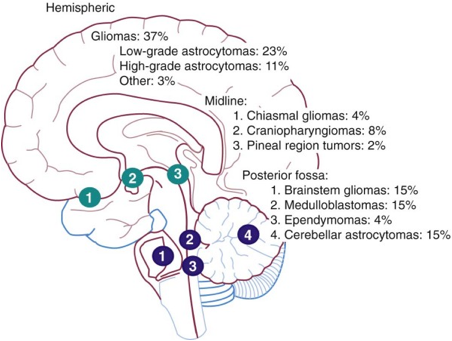 Hemispheric
Gliomas: 37%
Low-grade astrocytomas: 23%
High-grade astrocytomas: 11%
Other: 3%
Midline:
1. Chiasmal gliomas: 4%
2. Craniopharyngiomas: 8%
3. Pineal region tumors: 2%
Posterior fossa:
1. Brainstem gliomas: 15%
2. Medulloblastomas: 15%
3. Ependymomas: 4%
4. Cerebellar astrocytomas: 15%
1
2
3
1
2
3
4